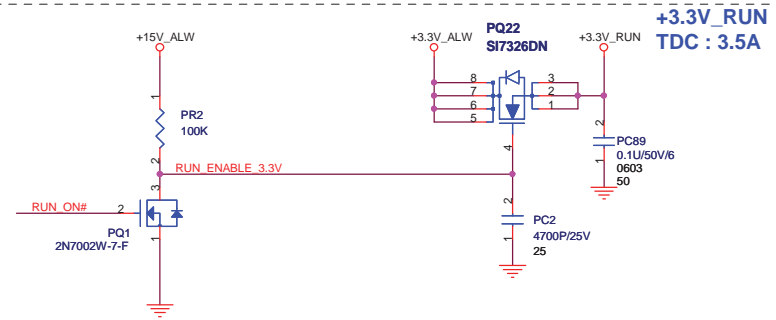 +3.3V_RUN
TDC : 3.5A
+15V_ALW
+3.3V_ALW
PQ22
SI7326DN
+3.3V_RUN
8
7
6
5
3
2
1
4
1
PR2
100K
2
RUN_ENABLE_3.3V
2
PC89
0.1U/50V/6
0603
50
1
3
RUN_ON#
2
PQ1
2N7002W-7-F
1
2
PC2
4700P/25V
25
1